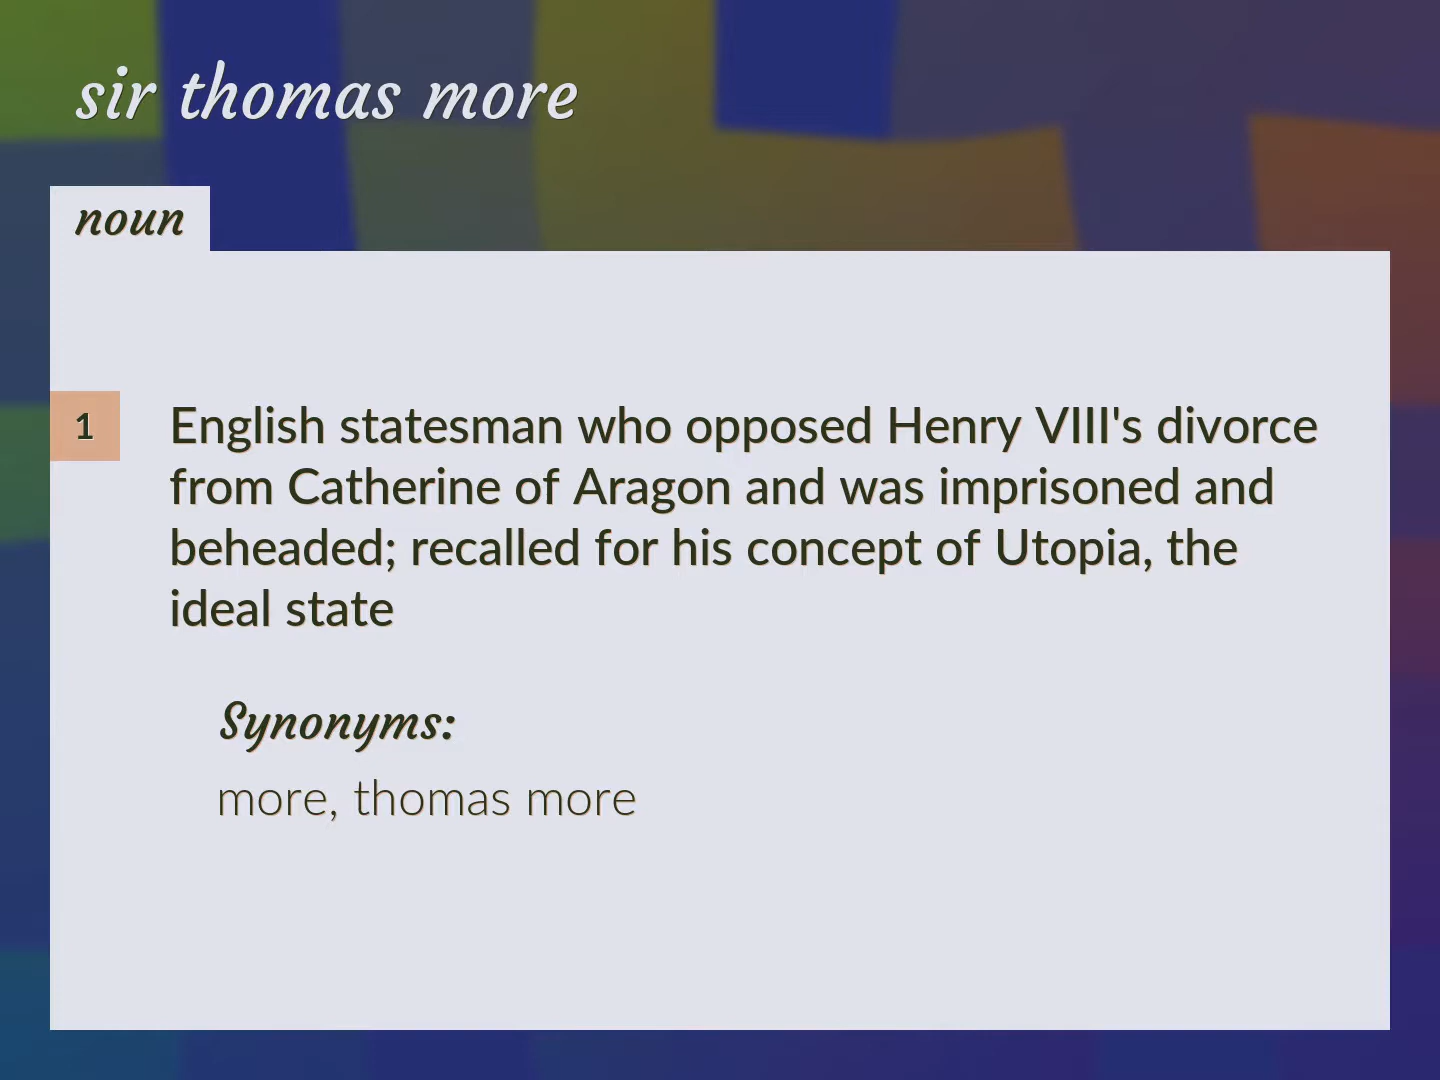 sir thomas more
noun
1
English statesman who opposed Henry VIII's divorce
from Catherine of Aragon and was imprisoned and
beheaded; recalled for his concept of Utopia, the
ideal state
Synonyms:
more, thomas more